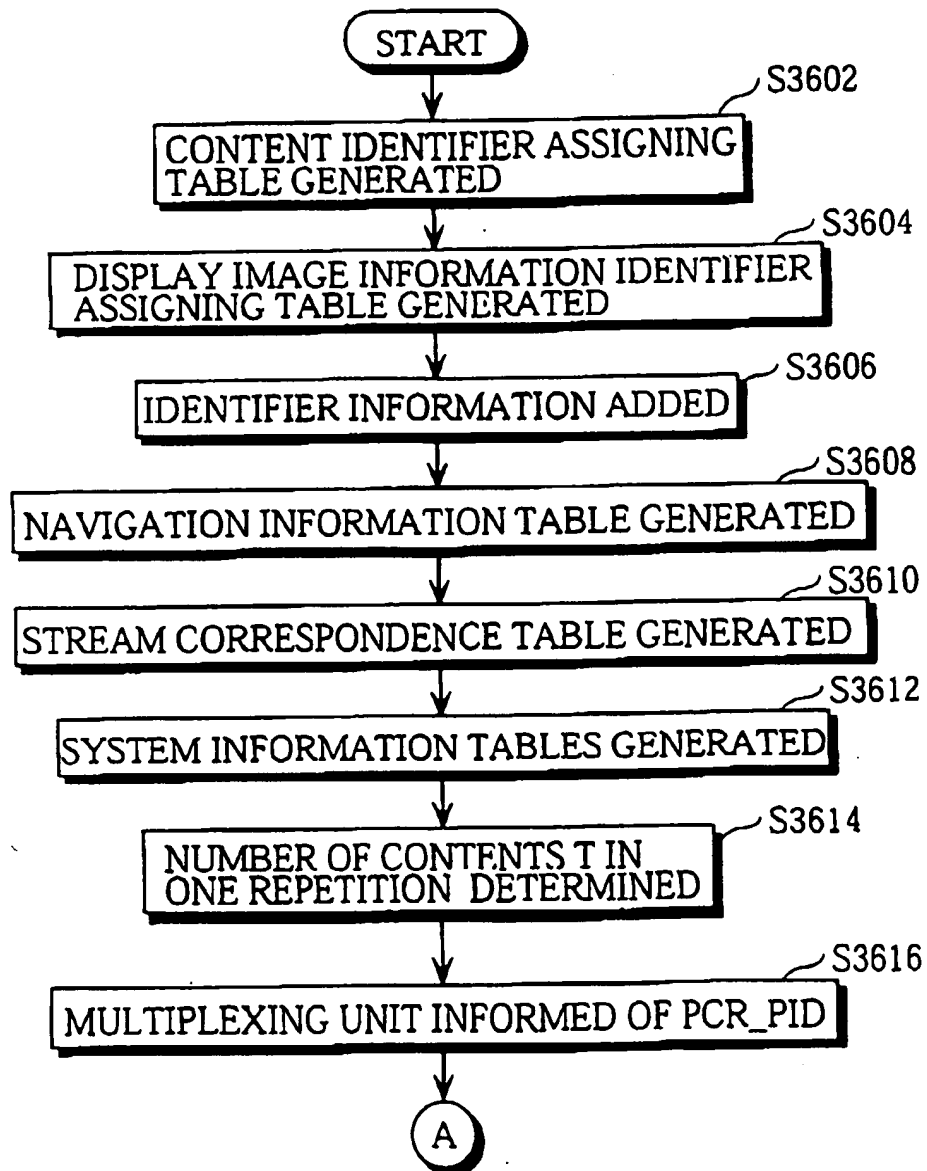 START
S3602
CONTENT IDENTIFIER ASSIGNING
TABLE GENERATED
S3604
DISPLAY IMAGE INFORMATION IDENTIFIER
ASSIGNING TABLE GENERATED
S3606
IDENTIFIER INFORMATION ADDED
S3608
NAVIGATION INFORMATION TABLE GENERATED
S3610
STREAM CORRESPONDENCE TABLE GENERATED
S3612
SYSTEM INFORMATION TABLES GENERATED
S3614
NUMBER OF CONTENTS T IN
ONE REPETITION DETERMINED
S3616
MULTIPLEXING UNIT INFORMED OF PCR_PID
A